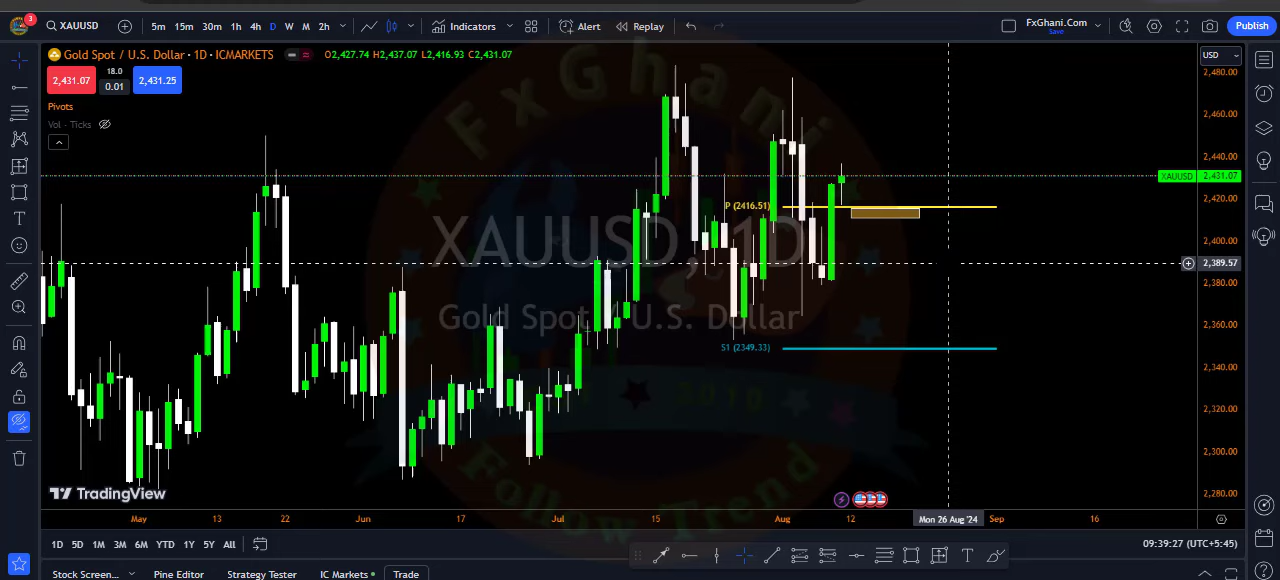 3 XAUUSD 5m 15m 30m 1h 4h D W M 2h Indicators Alert Replay FxGhani.Com Save Publish
Gold Spot / U.S. Dollar · 1D · ICMARKETS O2,427.74 H2,437.07 L2,416.93 C2,431.07
USD
2,431.07 18.0 0.01 2,431.25
Pivots
Vol - Ticks
FxGhani
XAUUSD, 1D
Gold Spot / U.S. Dollar
2010
Follow Trend
P (2416.51)
S1 (2349.33)
2,480.00
2,460.00
2,440.00
XAUUSD 2,431.07
2,420.00
2,400.00
2,389.57
2,380.00
2,360.00
2,340.00
2,320.00
2,300.00
2,280.00
TradingView
May 13 22 Jun 17 Jul 15 Aug 12 Mon 26 Aug '24 Sep 16
1D 5D 1M 3M 6M YTD 1Y 5Y All
09:39:27 (UTC+5:45)
Stock Screen... Pine Editor Strategy Tester IC Markets Trade